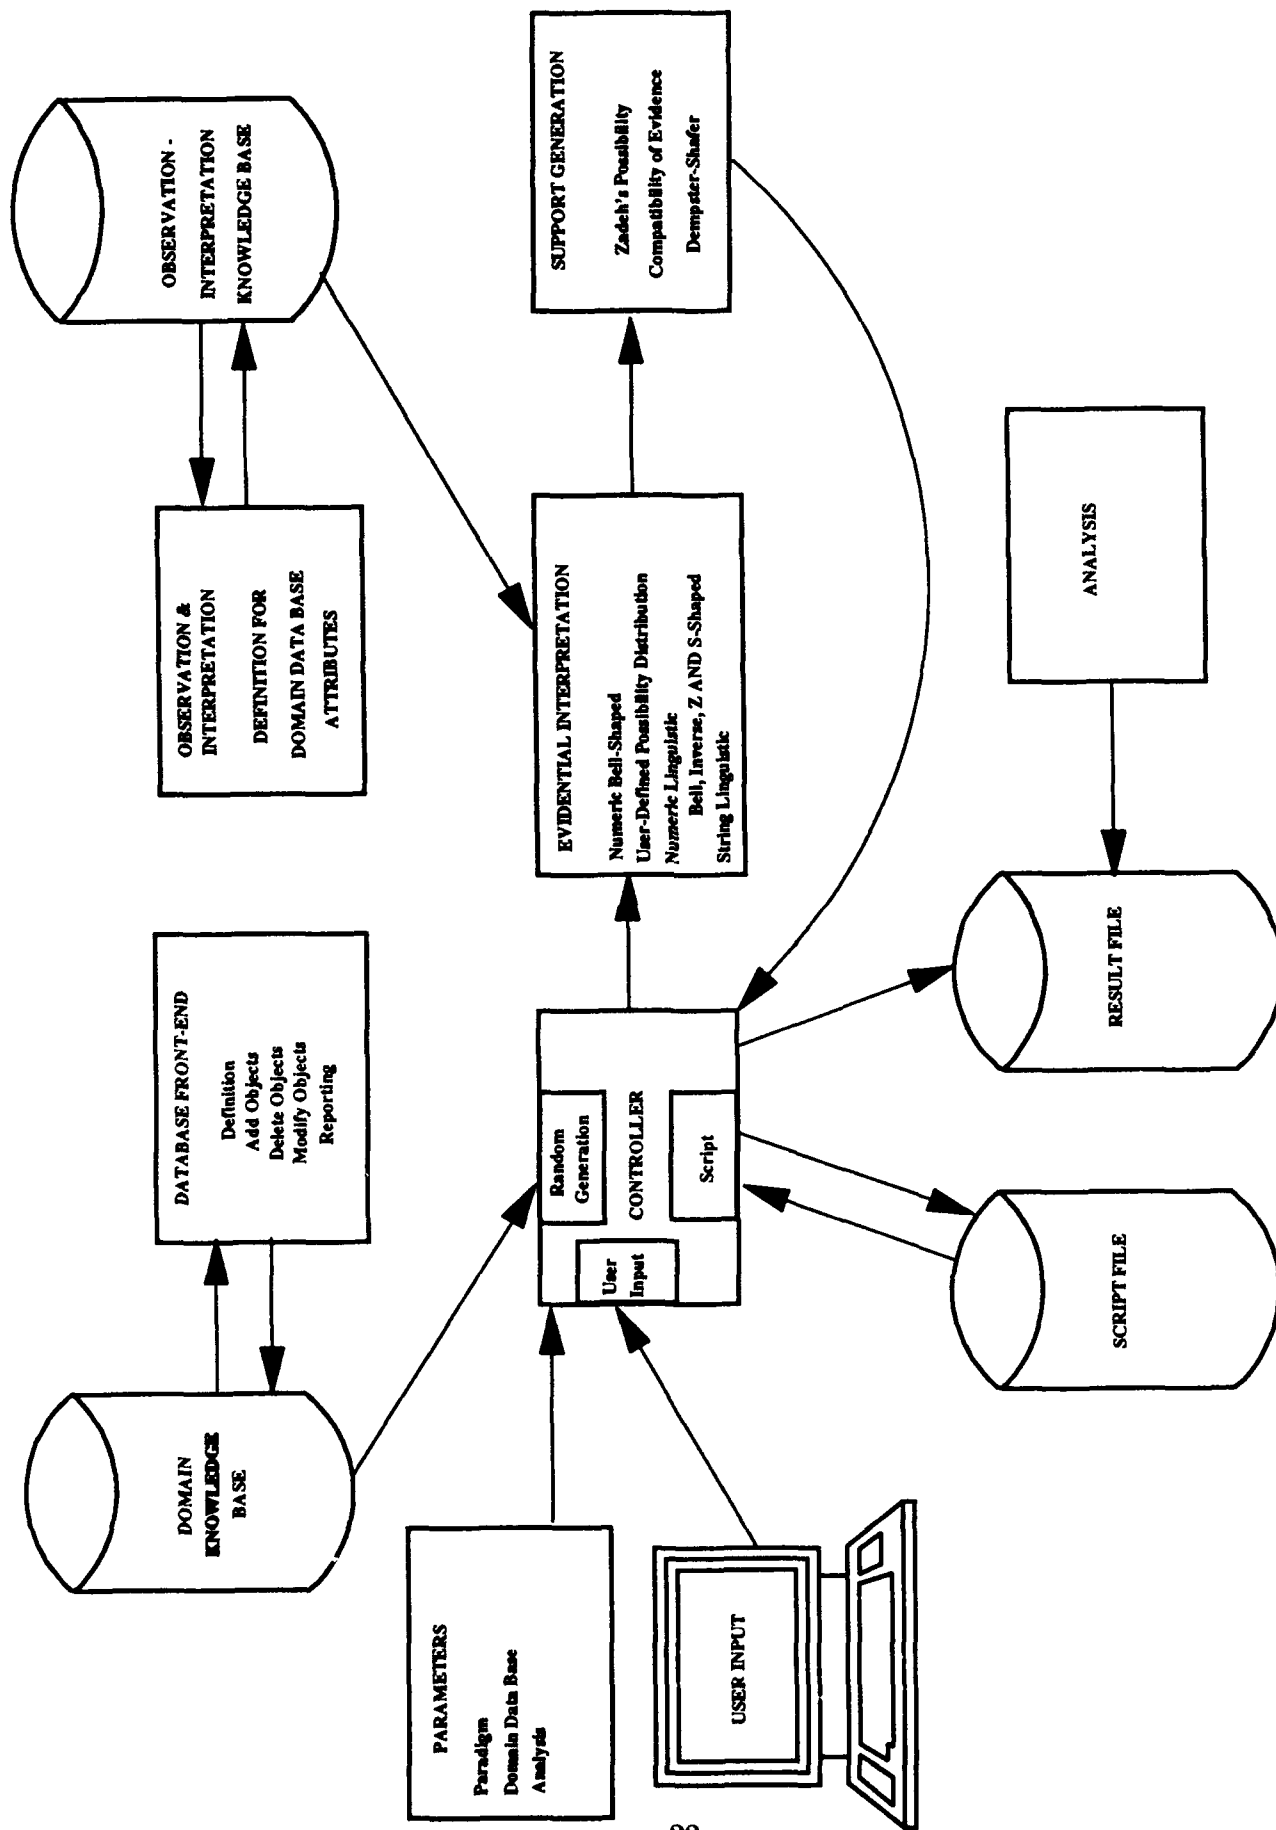 DOMAIN
KNOWLEDGE
BASE
DATABASE FRONT-END
Definition
Add Objects
Delete Objects
Modify Objects
Reporting
OBSERVATION &
INTERPRETATION
DEFINITION FOR
DOMAIN DATA BASE
ATTRIBUTES
OBSERVATION -
INTERPRETATION
KNOWLEDGE BASE
PARAMETERS
Paradigm
Domain Data Base
Analysis
Random
Generation
User
Input
CONTROLLER
Script
EVIDENTIAL INTERPRETATION
Numeric Bell-Shaped
User-Defined Possibility Distribution
Numeric Linguistic
Bell, Inverse, Z AND S-Shaped
String Linguistic
SUPPORT GENERATION
Zadeh's Possibility
Compatibility of Evidence
Dempster-Shafer
USER INPUT
SCRIPT FILE
RESULT FILE
ANALYSIS